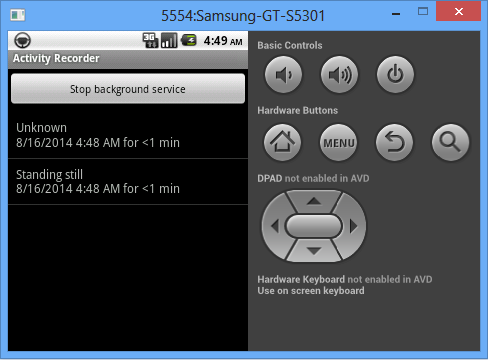 5554:Samsung-GT-S5301
3G
4:49 AM
Activity Recorder
Stop background service
Unknown
8/16/2014 4:48 AM for <1 min
Standing still
8/16/2014 4:48 AM for <1 min
Basic Controls
Hardware Buttons
MENU
DPAD not enabled in AVD
Hardware Keyboard not enabled in AVD
Use on screen keyboard